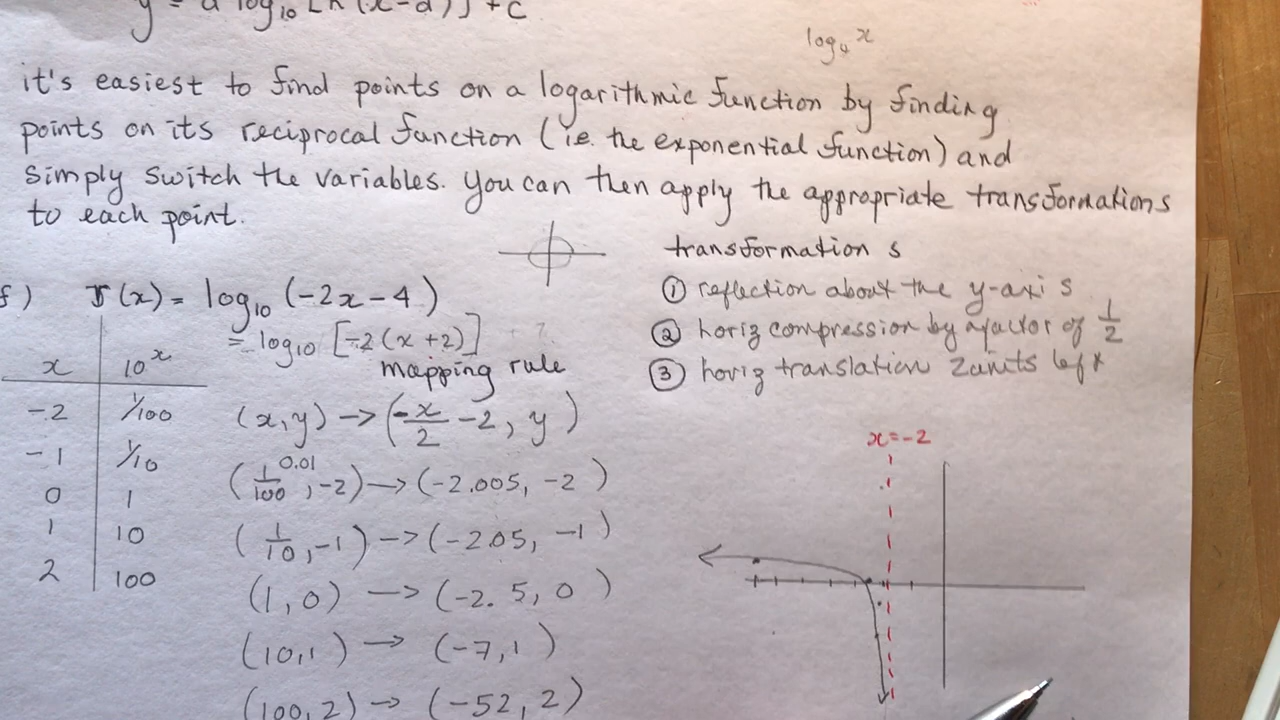 y = a log₁₀ [k (x-d)] + c
log₄ x
it's easiest to find points on a logarithmic function by finding
points on its reciprocal function (i.e. the exponential function) and
simply switch the variables. You can then apply the appropriate transformations
to each point.
transformation s
① reflection about the y-axis
② horiz compression by a factor of 1/2
③ horiz translation 2 units left
f) r(x) = log₁₀ (-2x-4)
= log₁₀ [-2(x+2)]
mapping rule
(x,y) → (-x/2 -2, y)
x 10ˣ
-2 1/100
-1 1/10
0 1
1 10
2 100
0.01
(1/100, -2) → (-2.005, -2)
(1/10, -1) → (-2.05, -1)
(1, 0) → (-2.5, 0)
(10, 1) → (-7, 1)
(100, 2) → (-52, 2)
x=-2